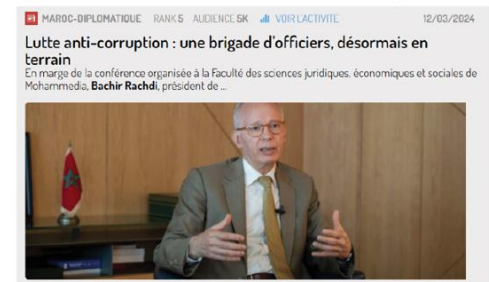 MAROC-DIPLOMATIQUE RANK 5 AUDIENCE 5K VOIR L'ACTIVITE 12/03/2024
Lutte anti-corruption : une brigade d'officiers, désormais en
terrain
En marge de la conférence organisée à la Faculté des sciences juridiques, économiques et sociales de
Mohammedia, Bachir Rachdi, président de ...